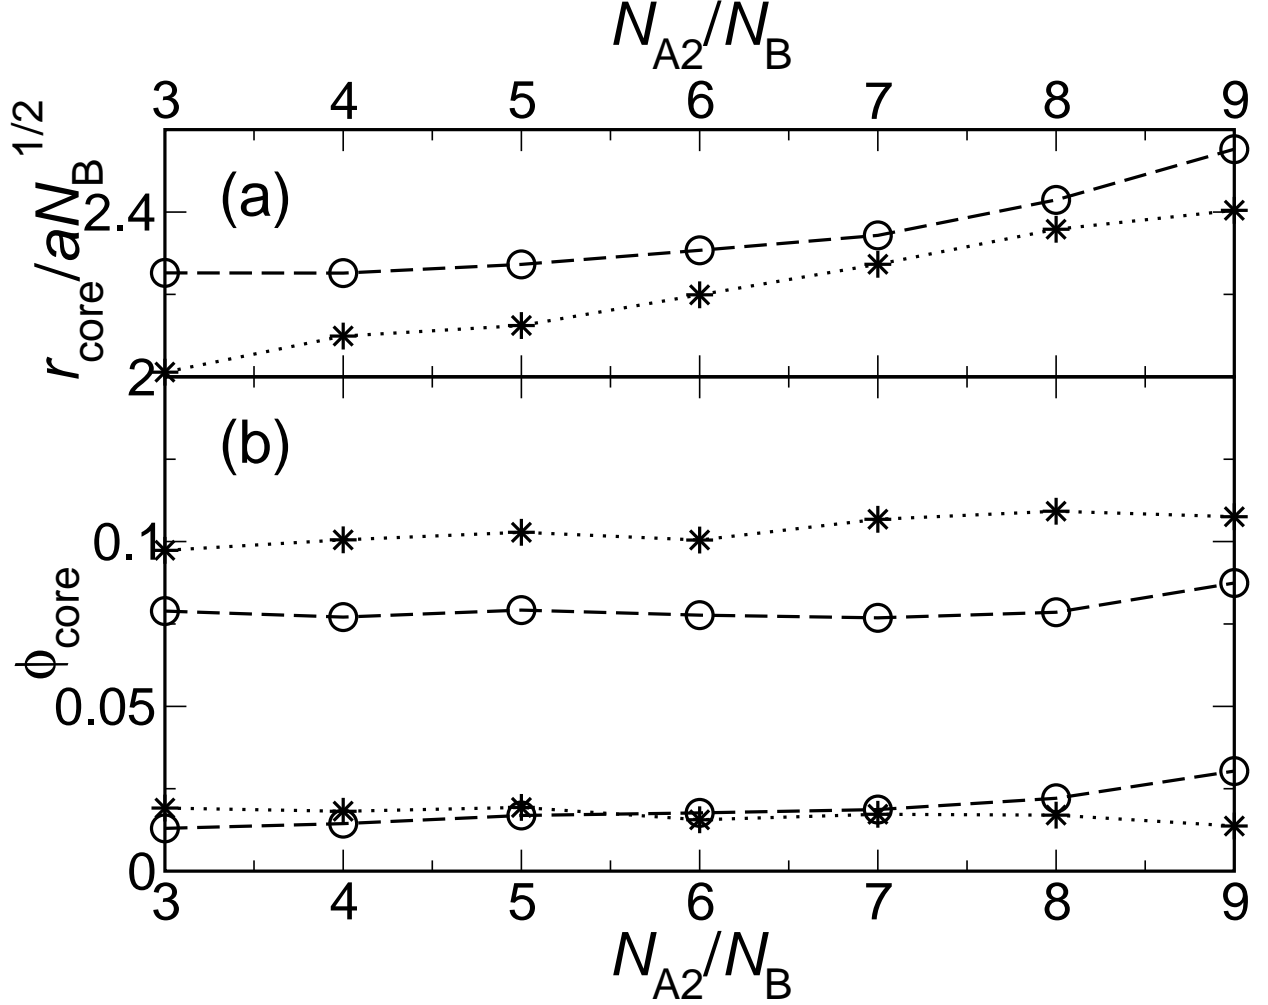 N_A2/N_B
3 4 5 6 7 8 9
r_core/aN_B^1/2
(a)
2.4
2
(b)
0.1
ϕ_core
0.05
0
3 4 5 6 7 8 9
N_A2/N_B